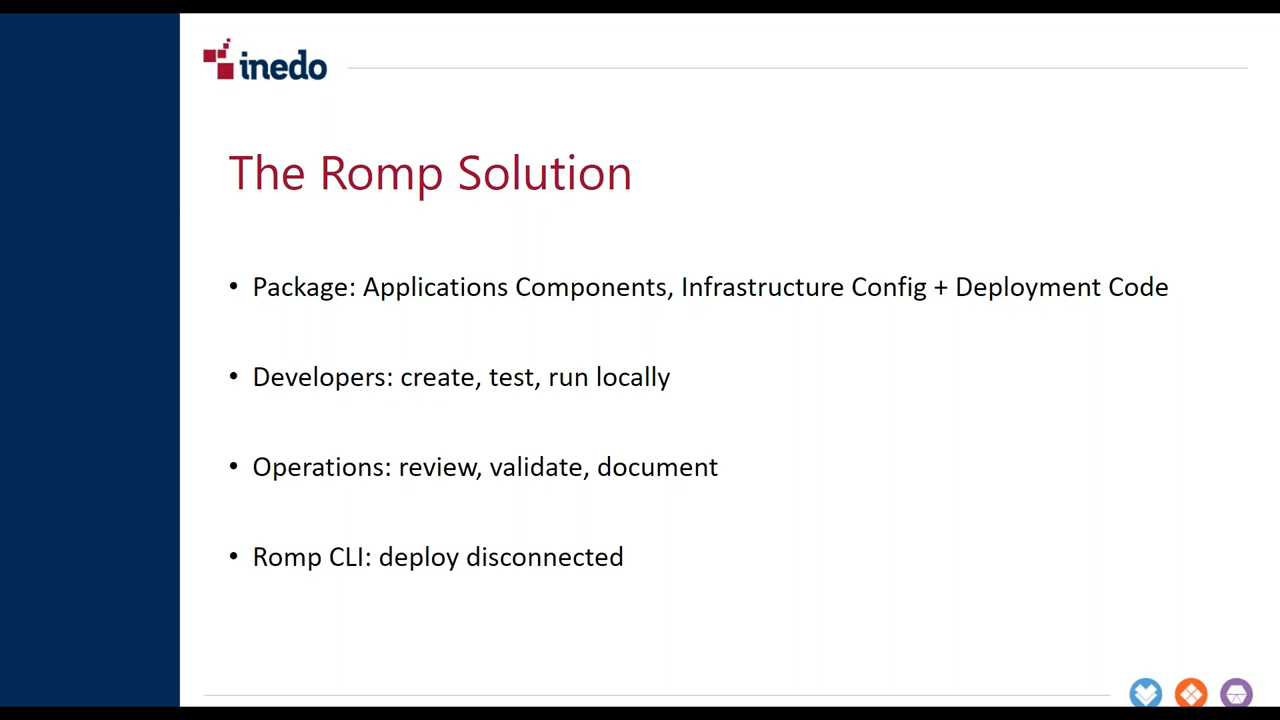 inedo
The Romp Solution
• Package: Applications Components, Infrastructure Config + Deployment Code
• Developers: create, test, run locally
• Operations: review, validate, document
• Romp CLI: deploy disconnected